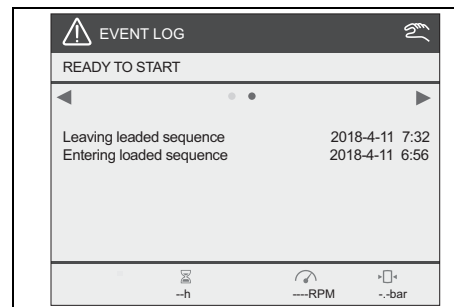 EVENT LOG
READY TO START
Leaving leaded sequence 2018-4-11 7:32
Entering loaded sequence 2018-4-11 6:56
--h ----RPM -.-bar